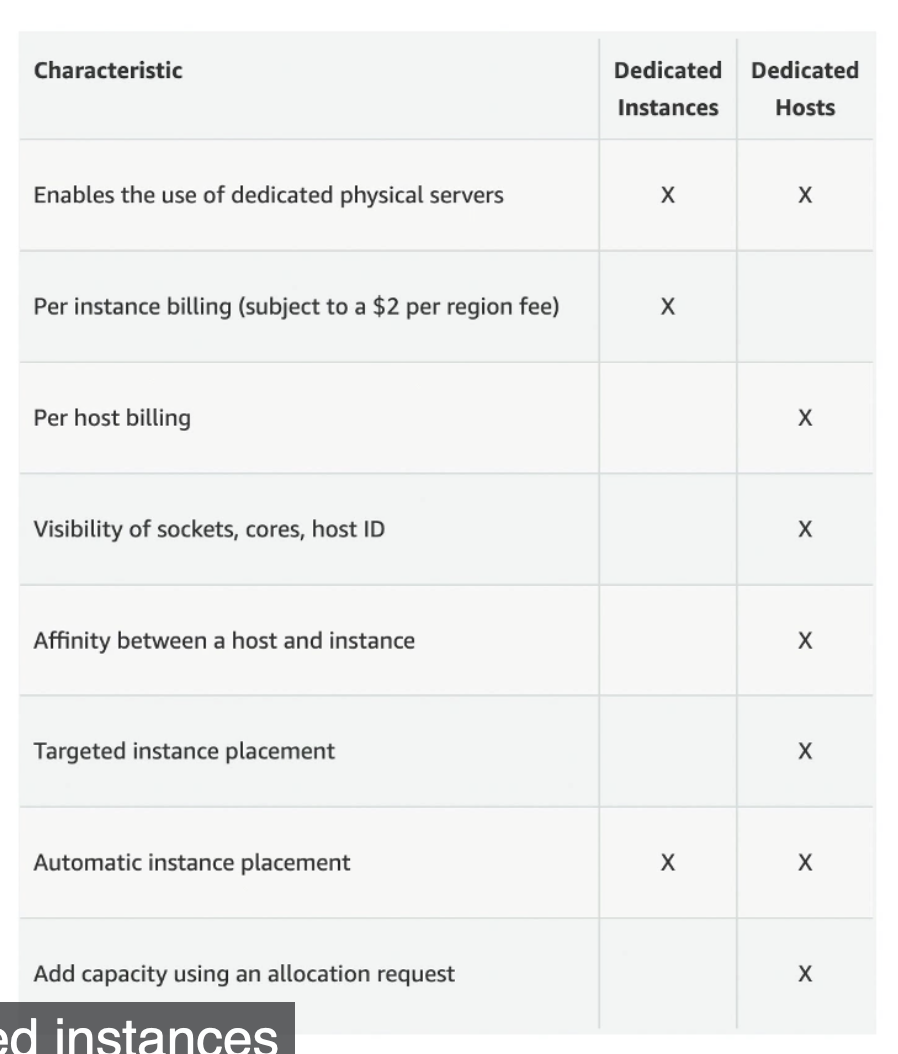 Characteristic Dedicated Instances Dedicated Hosts
Enables the use of dedicated physical servers X X
Per instance billing (subject to a $2 per region fee) X
Per host billing X
Visibility of sockets, cores, host ID X
Affinity between a host and instance X
Targeted instance placement X
Automatic instance placement X X
Add capacity using an allocation request X
instances